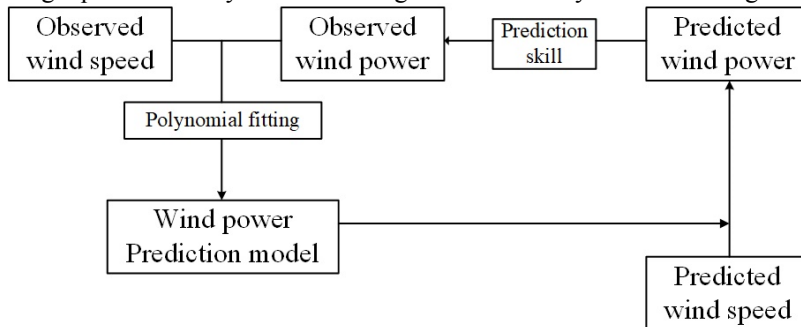 Observed
wind speed
Observed
wind power
Prediction
skill
Predicted
wind power
Polynomial fitting
Wind power
Prediction model
Predicted
wind speed